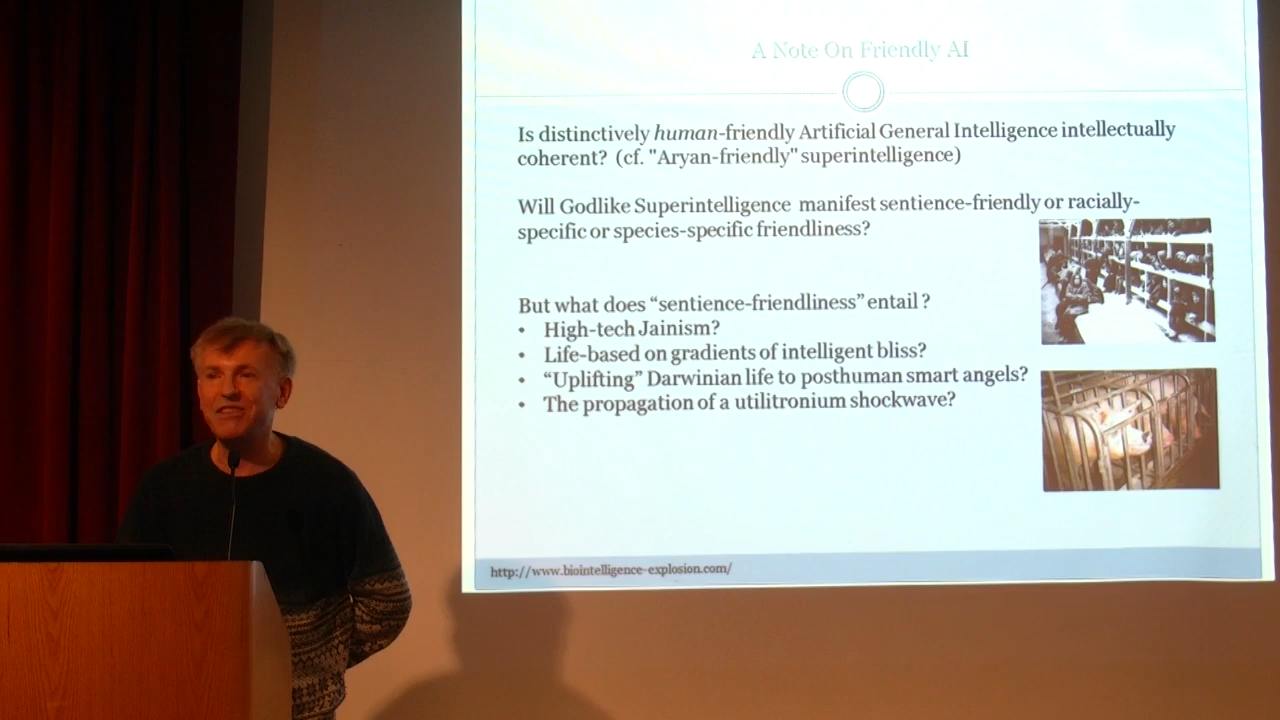 A Note On Friendly AI
Is distinctively human-friendly Artificial General Intelligence intellectually
coherent? (cf. "Aryan-friendly" superintelligence)
Will Godlike Superintelligence manifest sentience-friendly or racially-
specific or species-specific friendliness?
But what does “sentience-friendliness” entail ?
• High-tech Jainism?
• Life-based on gradients of intelligent bliss?
• “Uplifting” Darwinian life to posthuman smart angels?
• The propagation of a utilitronium shockwave?
http://www.biointelligence-explosion.com/